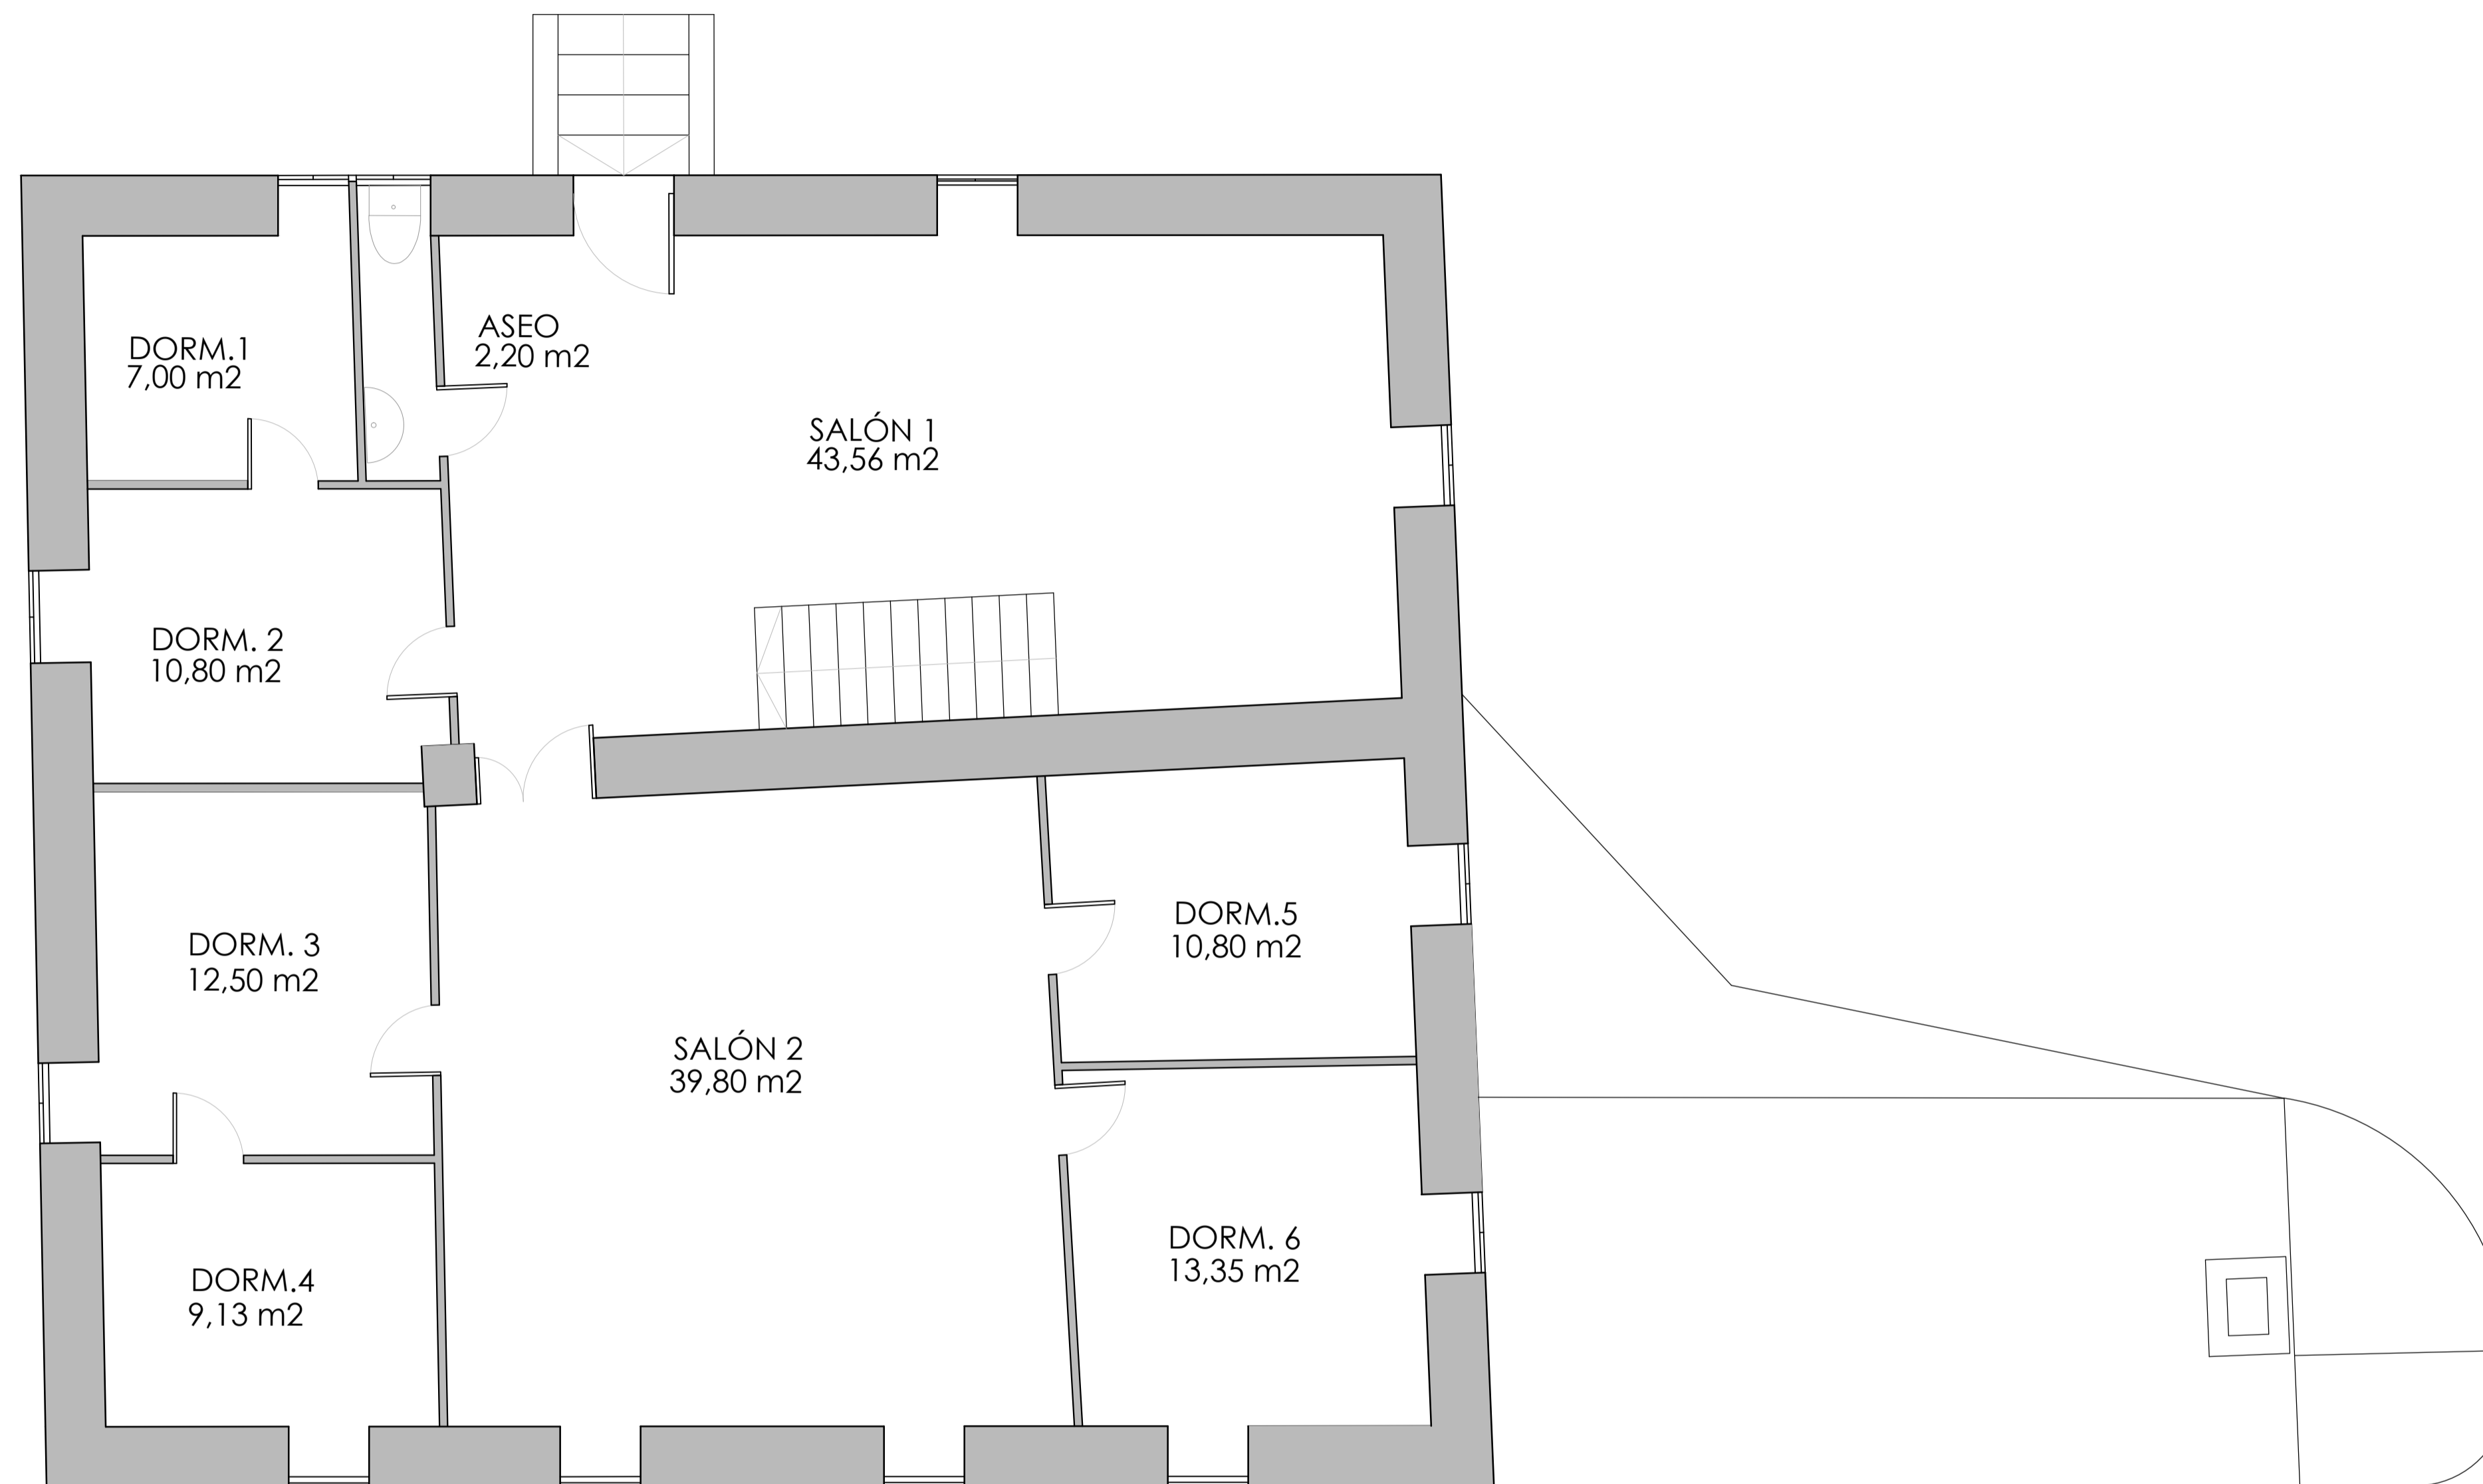 DORM.1
7,00 m2
ASEO
2,20 m2
SALÓN 1
43,56 m2
DORM. 2
10,80 m2
DORM. 3
12,50 m2
DORM.5
10,80 m2
SALÓN 2
39,80 m2
DORM. 6
13,35 m2
DORM.4
9,13 m2